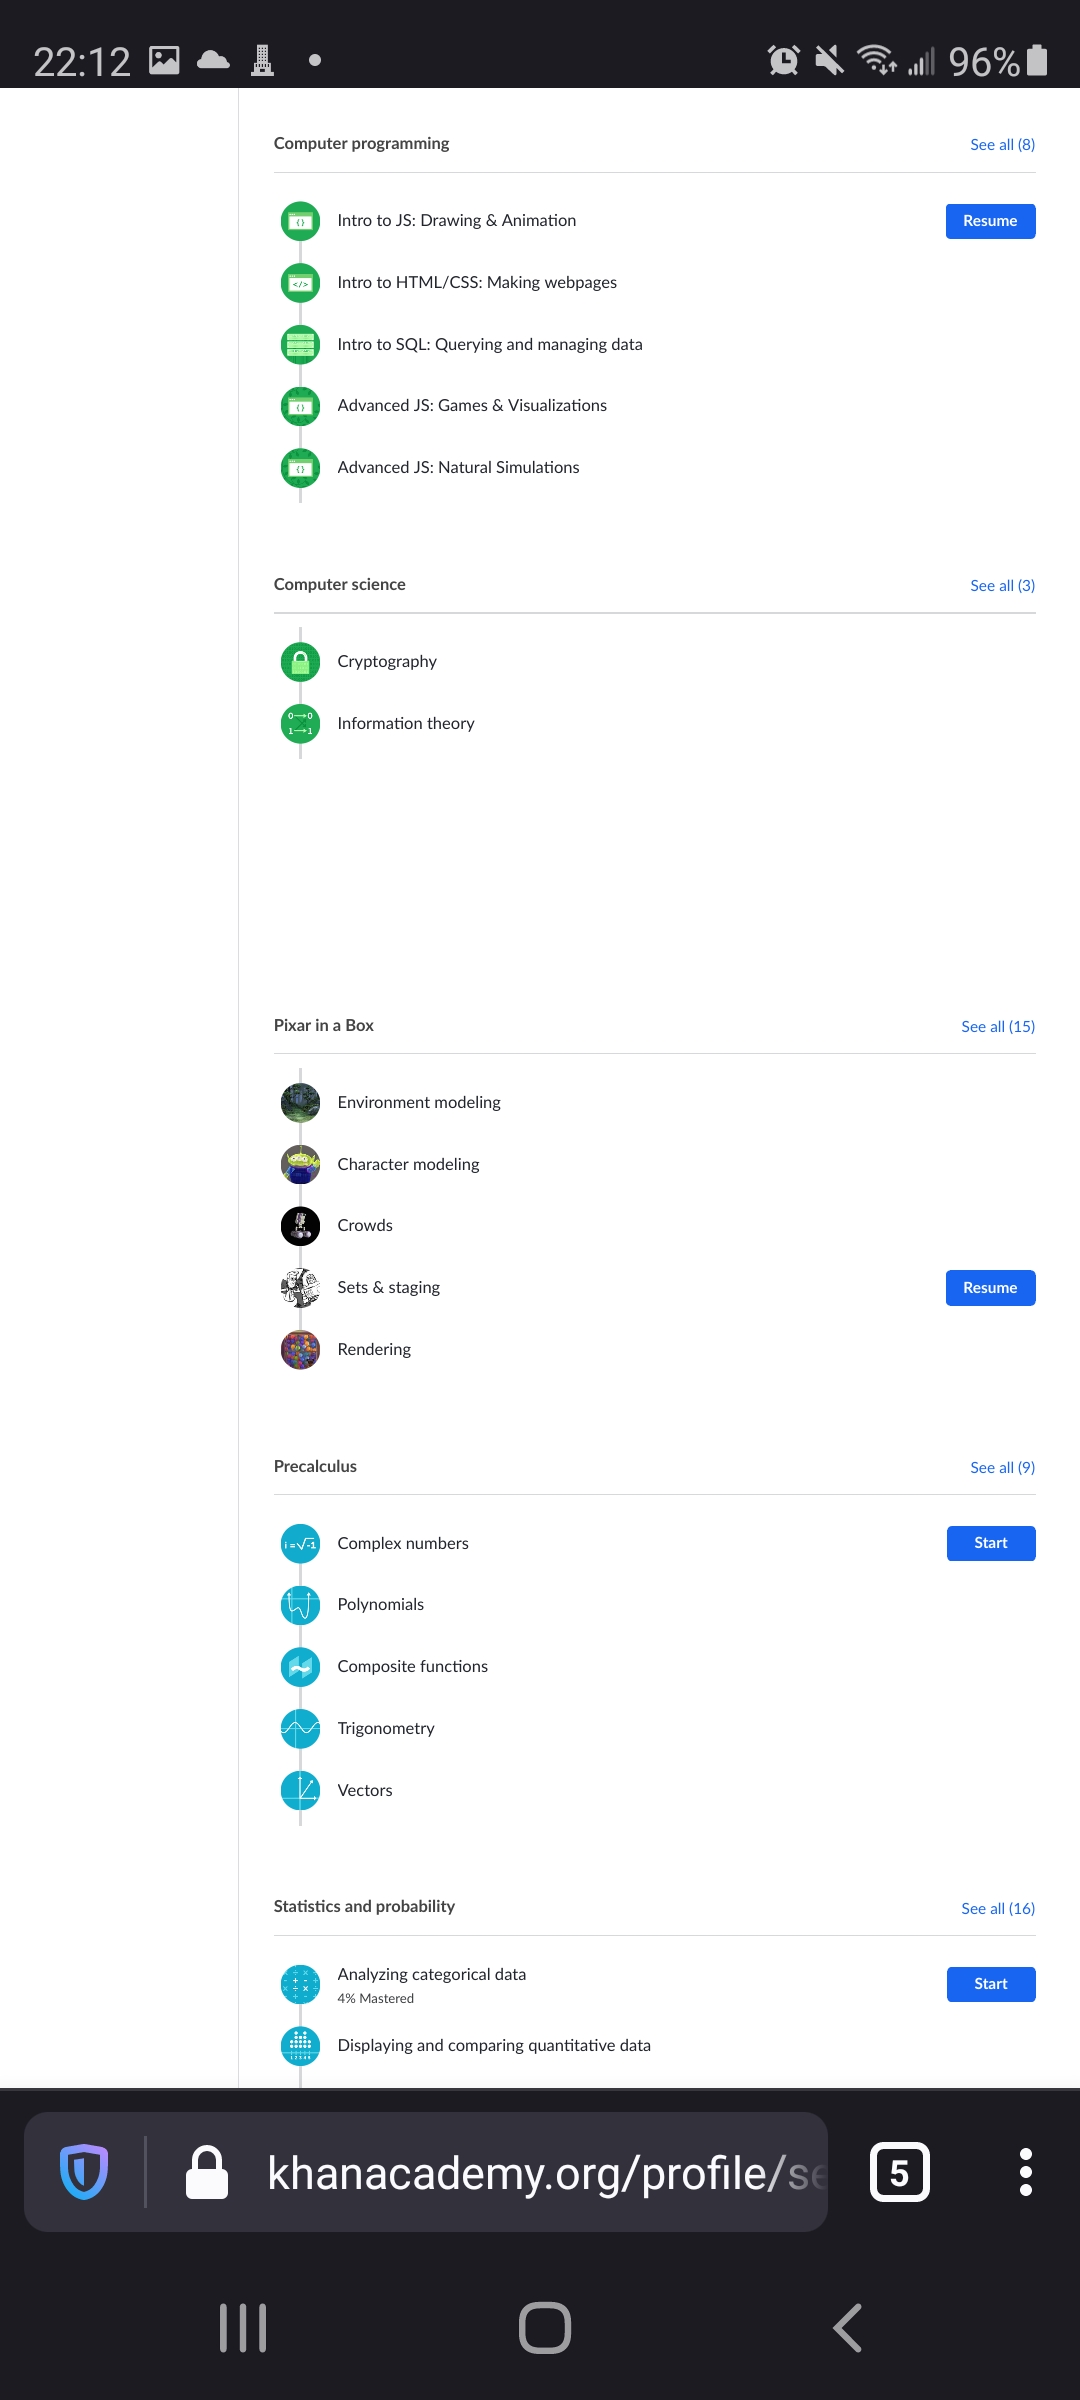 22:12
96%
Computer programming
See all (8)
Intro to JS: Drawing & Animation
Resume
Intro to HTML/CSS: Making webpages
Intro to SQL: Querying and managing data
Advanced JS: Games & Visualizations
Advanced JS: Natural Simulations
Computer science
See all (3)
Cryptography
Information theory
Pixar in a Box
See all (15)
Environment modeling
Character modeling
Crowds
Sets & staging
Resume
Rendering
Precalculus
See all (9)
i = √-1
Complex numbers
Start
Polynomials
Composite functions
Trigonometry
Vectors
Statistics and probability
See all (16)
Analyzing categorical data
Start
4% Mastered
Displaying and comparing quantitative data
khanacademy.org/profile/se
5